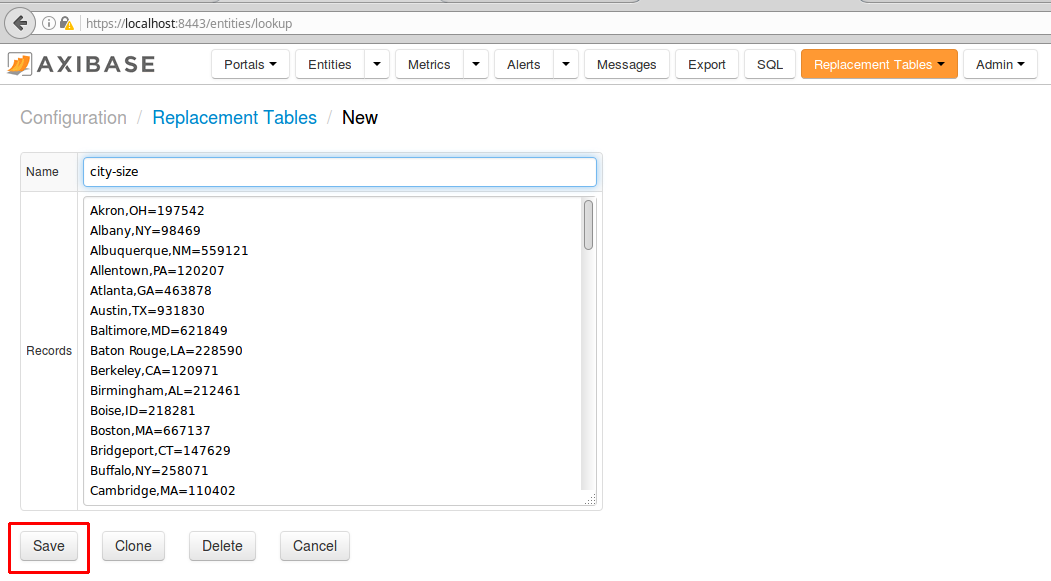 https://localhost:8443/entities/lookup
AXIBASE Portals Entities Metrics Alerts Messages Export SQL Replacement Tables Admin
Configuration / Replacement Tables / New
Name city-size
Akron,OH=197542
Albany,NY=98469
Albuquerque,NM=559121
Allentown,PA=120207
Atlanta,GA=463878
Austin,TX=931830
Baltimore,MD=621849
Records Baton Rouge,LA=228590
Berkeley,CA=120971
Birmingham,AL=212461
Boise,ID=218281
Boston,MA=667137
Bridgeport,CT=147629
Buffalo,NY=258071
Cambridge,MA=110402
Save Clone Delete Cancel